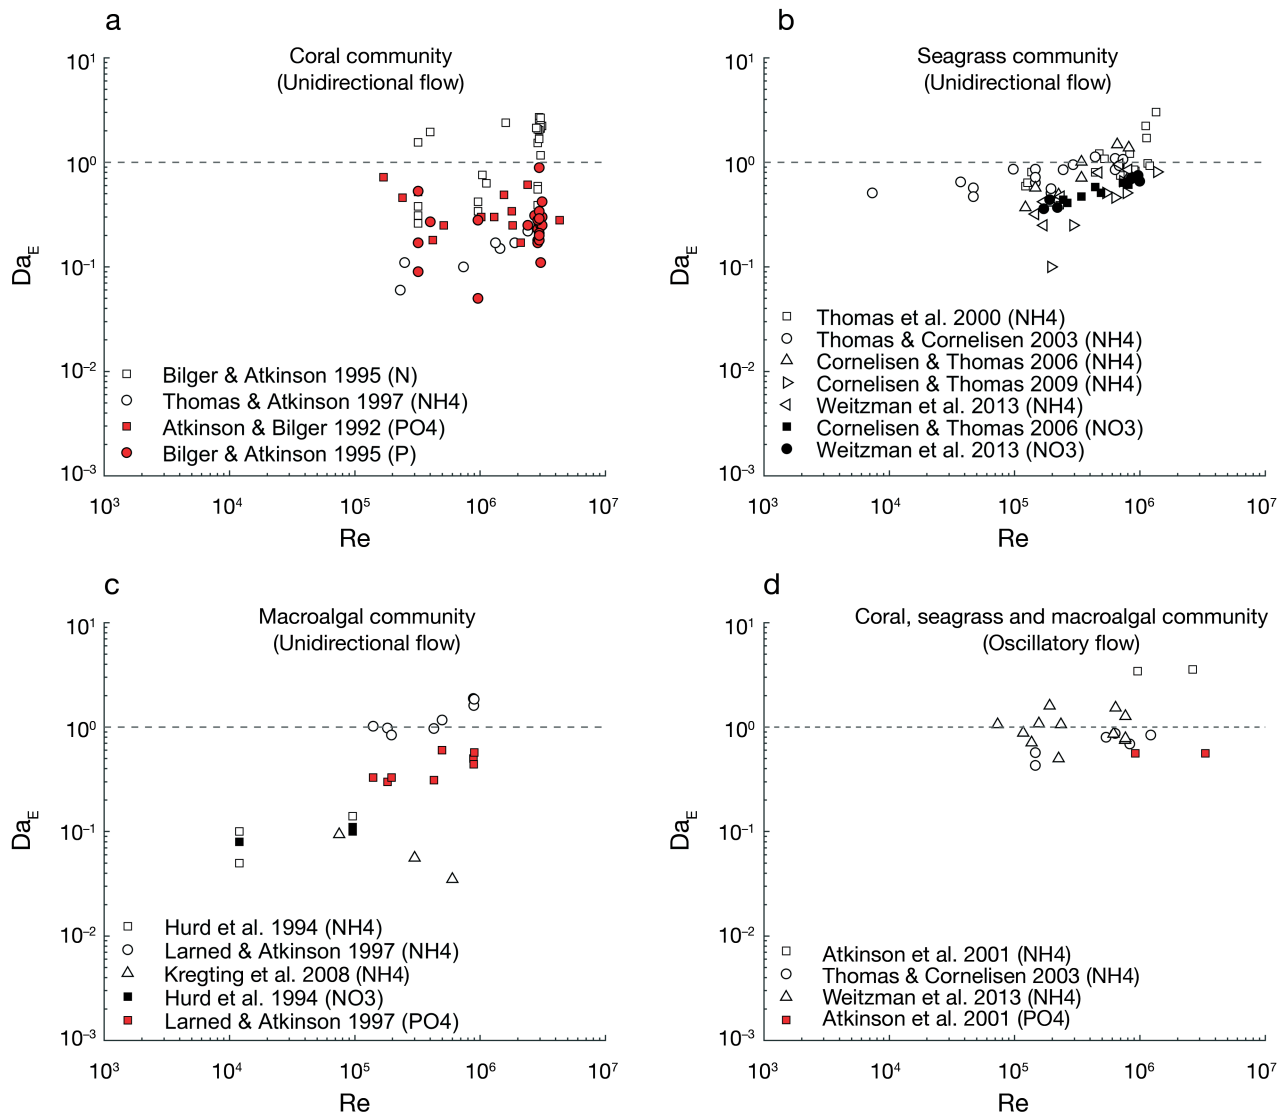 a
Coral community
(Unidirectional flow)
10¹
10⁰
10⁻¹
10⁻²
10⁻³
Da_E
Bilger & Atkinson 1995 (N)
Thomas & Atkinson 1997 (NH4)
Atkinson & Bilger 1992 (PO4)
Bilger & Atkinson 1995 (P)
10³ 10⁴ 10⁵ 10⁶ 10⁷
Re
b
Seagrass community
(Unidirectional flow)
10¹
10⁰
10⁻¹
10⁻²
10⁻³
Da_E
Thomas et al. 2000 (NH4)
Thomas & Cornelisen 2003 (NH4)
Cornelisen & Thomas 2006 (NH4)
Cornelisen & Thomas 2009 (NH4)
Weitzman et al. 2013 (NH4)
Cornelisen & Thomas 2006 (NO3)
Weitzman et al. 2013 (NO3)
10³ 10⁴ 10⁵ 10⁶ 10⁷
Re
c
Macroalgal community
(Unidirectional flow)
10¹
10⁰
10⁻¹
10⁻²
10⁻³
Da_E
Hurd et al. 1994 (NH4)
Larned & Atkinson 1997 (NH4)
Kregting et al. 2008 (NH4)
Hurd et al. 1994 (NO3)
Larned & Atkinson 1997 (PO4)
10³ 10⁴ 10⁵ 10⁶ 10⁷
Re
d
Coral, seagrass and macroalgal community
(Oscillatory flow)
10¹
10⁰
10⁻¹
10⁻²
10⁻³
Da_E
Atkinson et al. 2001 (NH4)
Thomas & Cornelisen 2003 (NH4)
Weitzman et al. 2013 (NH4)
Atkinson et al. 2001 (PO4)
10³ 10⁴ 10⁵ 10⁶ 10⁷
Re